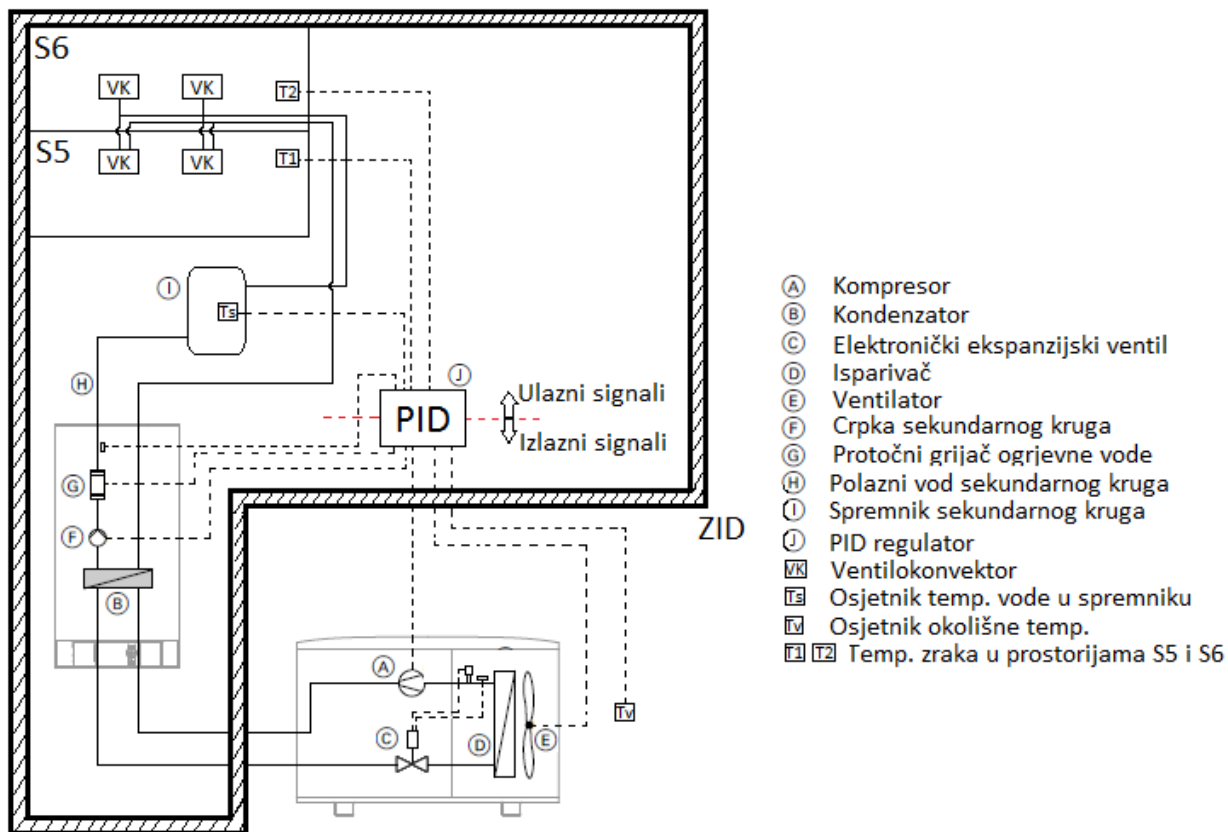 S6
VK
VK
T2
S5
VK
VK
T1
I
Ts
H
J
PID
Ulazni signali
Izlazni signali
G
F
B
ZID
A
C
D
E
Tv
A Kompresor
B Kondenzator
C Elektronički ekspanzijski ventil
D Isparivač
E Ventilator
F Crpka sekundarnog kruga
G Protočni grijač ogrjevne vode
H Polazni vod sekundarnog kruga
I Spremnik sekundarnog kruga
J PID regulator
VK Ventilokonvektor
Ts Osjetnik temp. vode u spremniku
Tv Osjetnik okolišne temp.
T1 T2 Temp. zraka u prostorijama S5 i S6